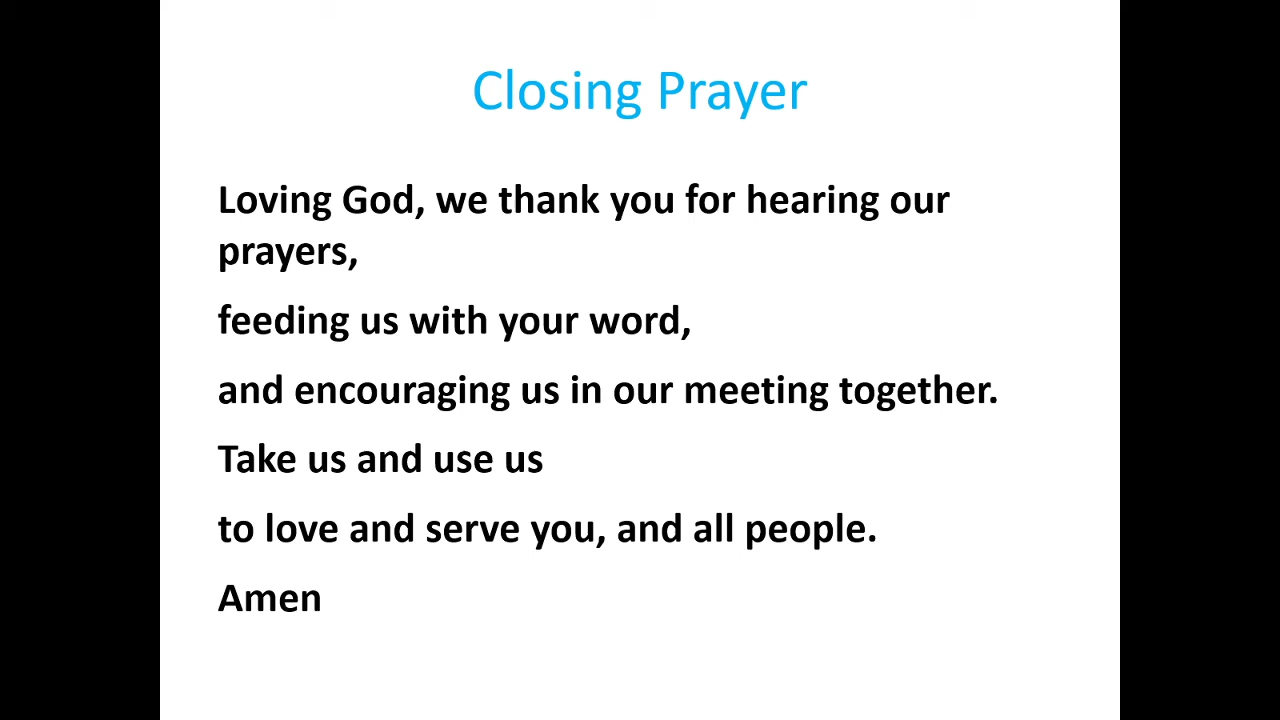 Closing Prayer
Loving God, we thank you for hearing our
prayers,
feeding us with your word,
and encouraging us in our meeting together.
Take us and use us
to love and serve you, and all people.
Amen